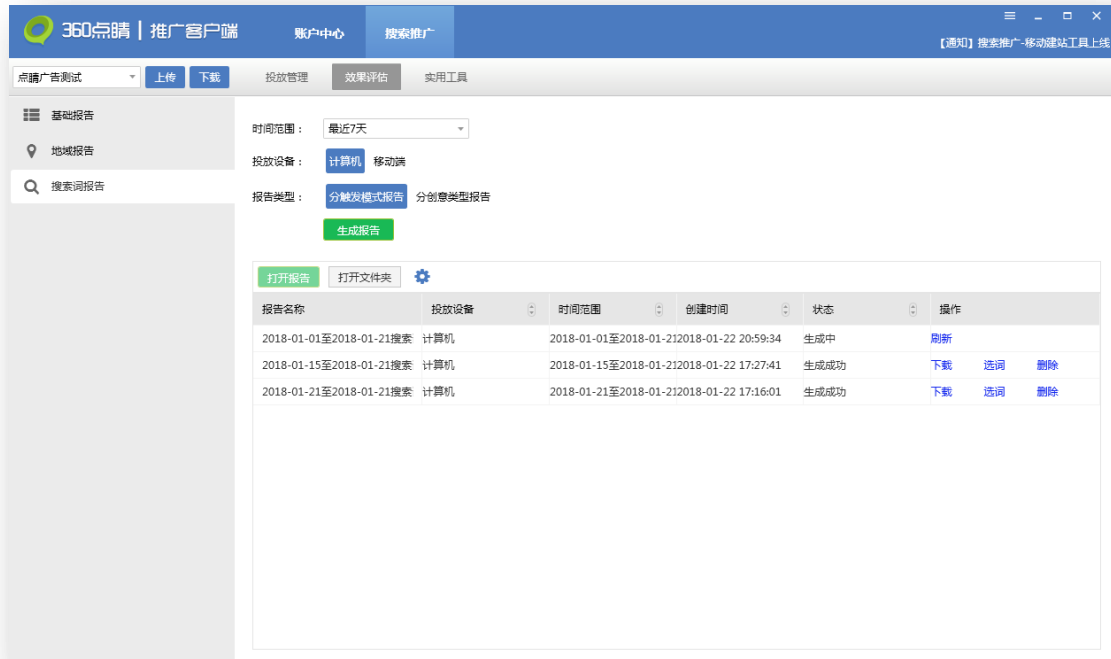 360点睛 | 推广客户端
账户中心 搜索推广
【通知】搜索推广-移动建站工具上线
点睛广告测试 上传 下载 投放管理 效果评估 实用工具
基础报告
地域报告
搜索词报告
时间范围： 最近7天
投放设备： 计算机 移动端
报告类型： 分触发模式报告 分创意类型报告
生成报告
打开报告 打开文件夹
报告名称 投放设备 时间范围 创建时间 状态 操作
2018-01-01至2018-01-21搜索 计算机 2018-01-01至2018-01-21 2018-01-22 20:59:34 生成中 刷新
2018-01-15至2018-01-21搜索 计算机 2018-01-15至2018-01-21 2018-01-22 17:27:41 生成成功 下载 选词 删除
2018-01-21至2018-01-21搜索 计算机 2018-01-21至2018-01-21 2018-01-22 17:16:01 生成成功 下载 选词 删除